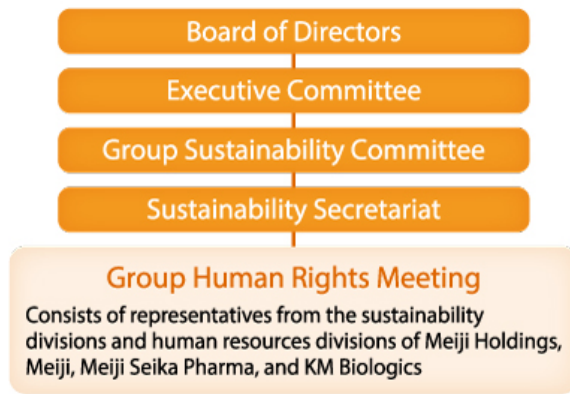 Board of Directors
Executive Committee
Group Sustainability Committee
Sustainability Secretariat
Group Human Rights Meeting
Consists of representatives from the sustainability
divisions and human resources divisions of Meiji Holdings,
Meiji, Meiji Seika Pharma, and KM Biologics